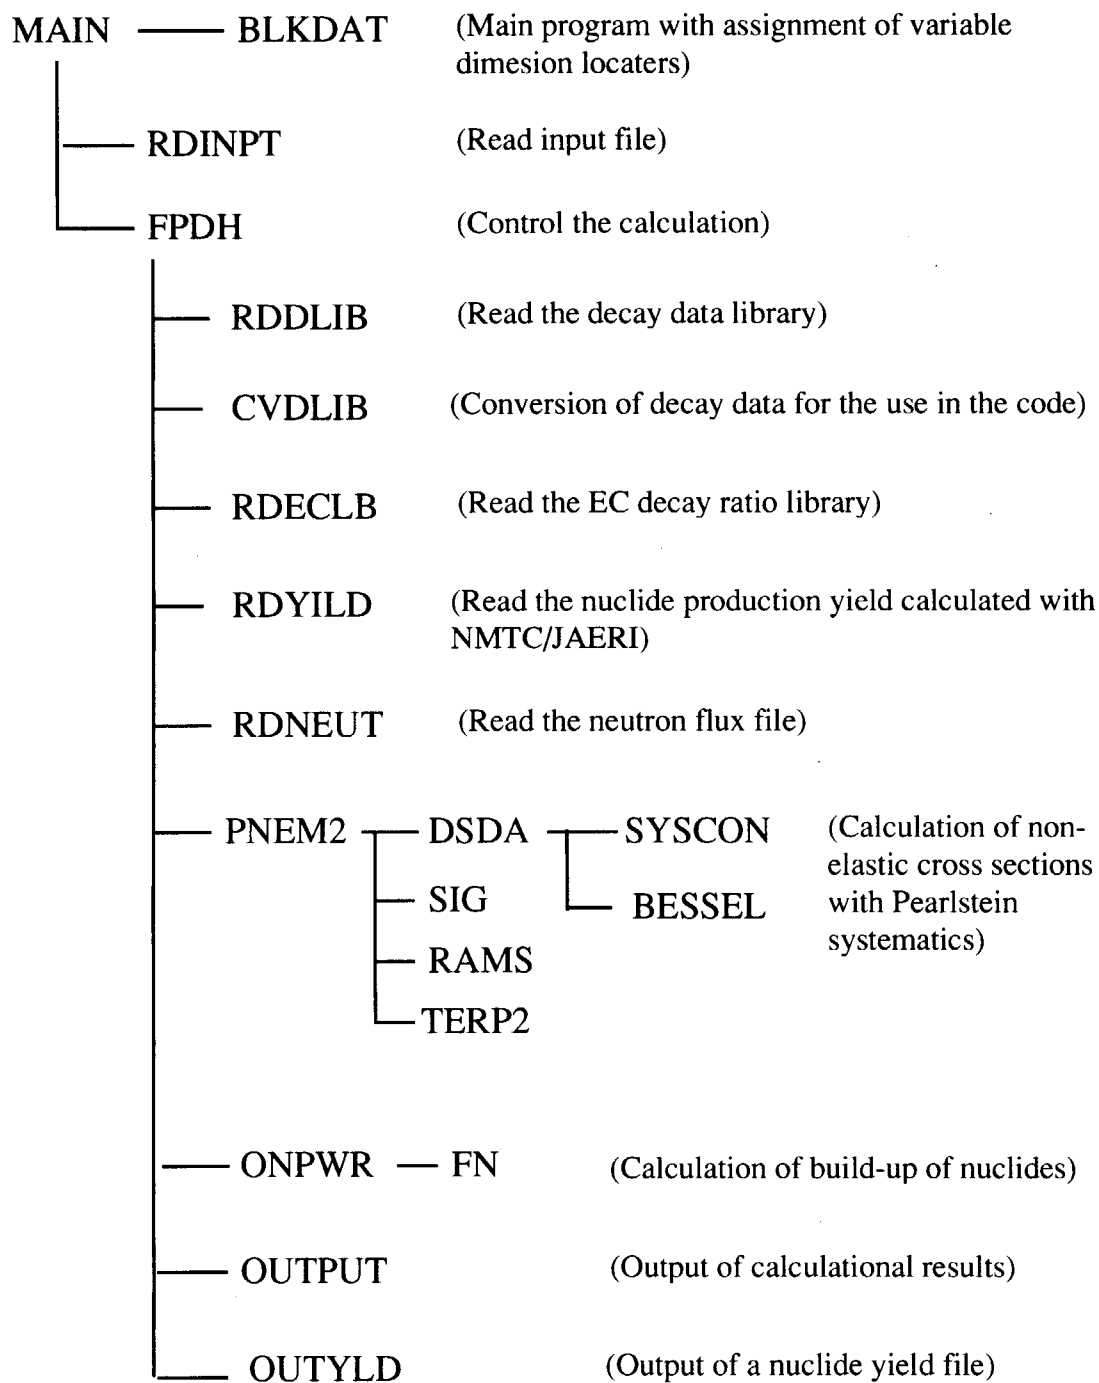 MAIN BLKDAT (Main program with assignment of variable
dimesion locaters)
RDINPT (Read input file)
FPDH (Control the calculation)
RDDLIB (Read the decay data library)
CVDLIB (Conversion of decay data for the use in the code)
RDECLB (Read the EC decay ratio library)
RDYILD (Read the nuclide production yield calculated with
NMTC/JAERI)
RDNEUT (Read the neutron flux file)
PNEM2 DSDA SYSCON (Calculation of non-
elastic cross sections
SIG BESSEL with Pearlstein
systematics)
RAMS
TERP2
ONPWR FN (Calculation of build-up of nuclides)
OUTPUT (Output of calculational results)
OUTYLD (Output of a nuclide yield file)